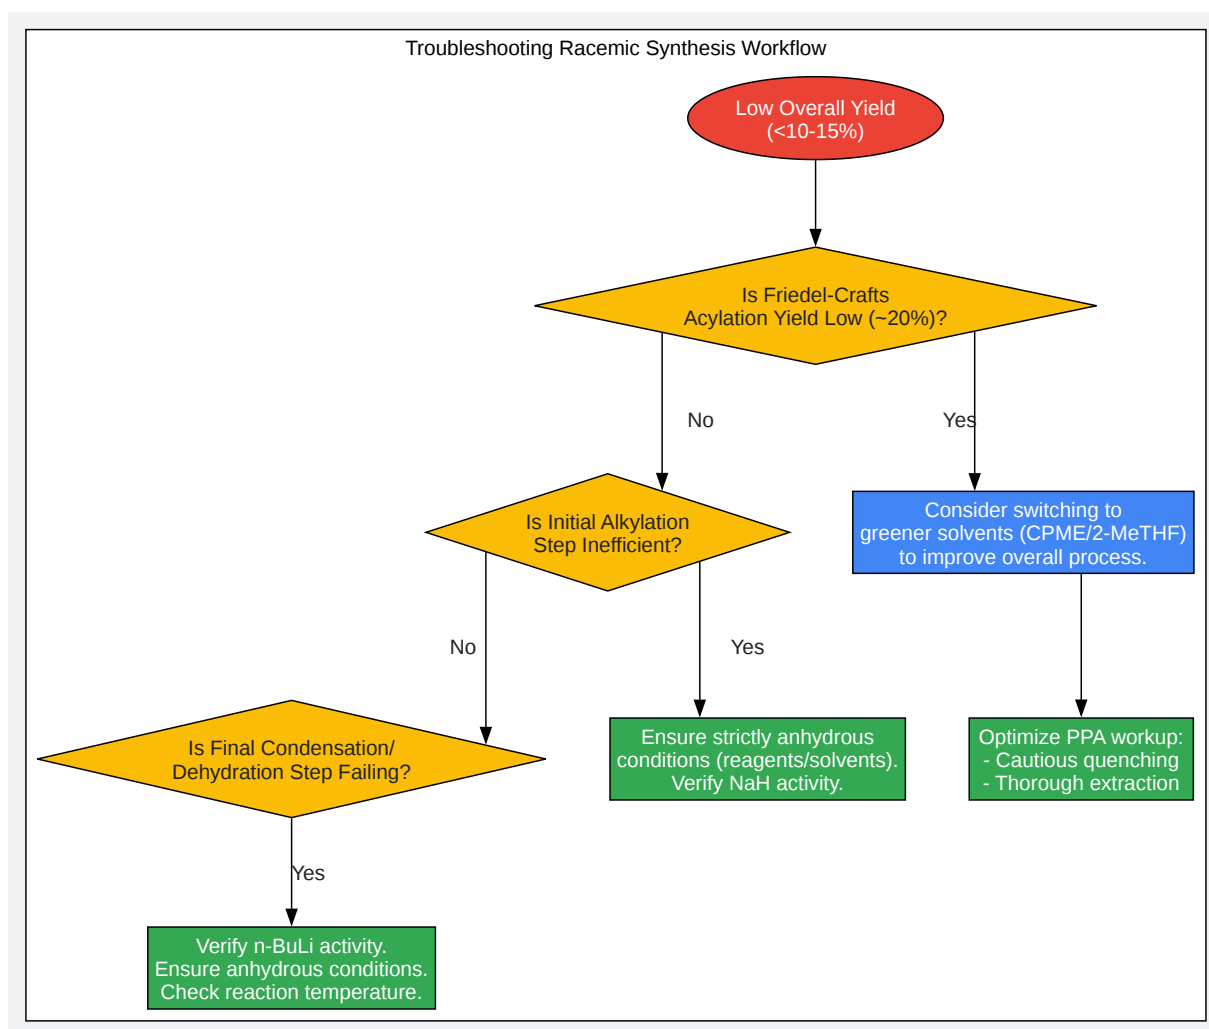 Troubleshooting Racemic Synthesis Workflow
Low Overall Yield
(<10-15%)
Is Friedel-Crafts
Acylation Yield Low (~20%)?
No
Yes
Is Initial Alkylation
Step Inefficient?
Consider switching to
greener solvents (CPME/2-MeTHF)
to improve overall process.
No
Yes
Is Final Condensation/
Dehydration Step Failing?
Ensure strictly anhydrous
conditions (reagents/solvents).
Verify NaH activity.
Optimize PPA workup:
- Cautious quenching
- Thorough extraction
Yes
Verify n-BuLi activity.
Ensure anhydrous conditions.
Check reaction temperature.